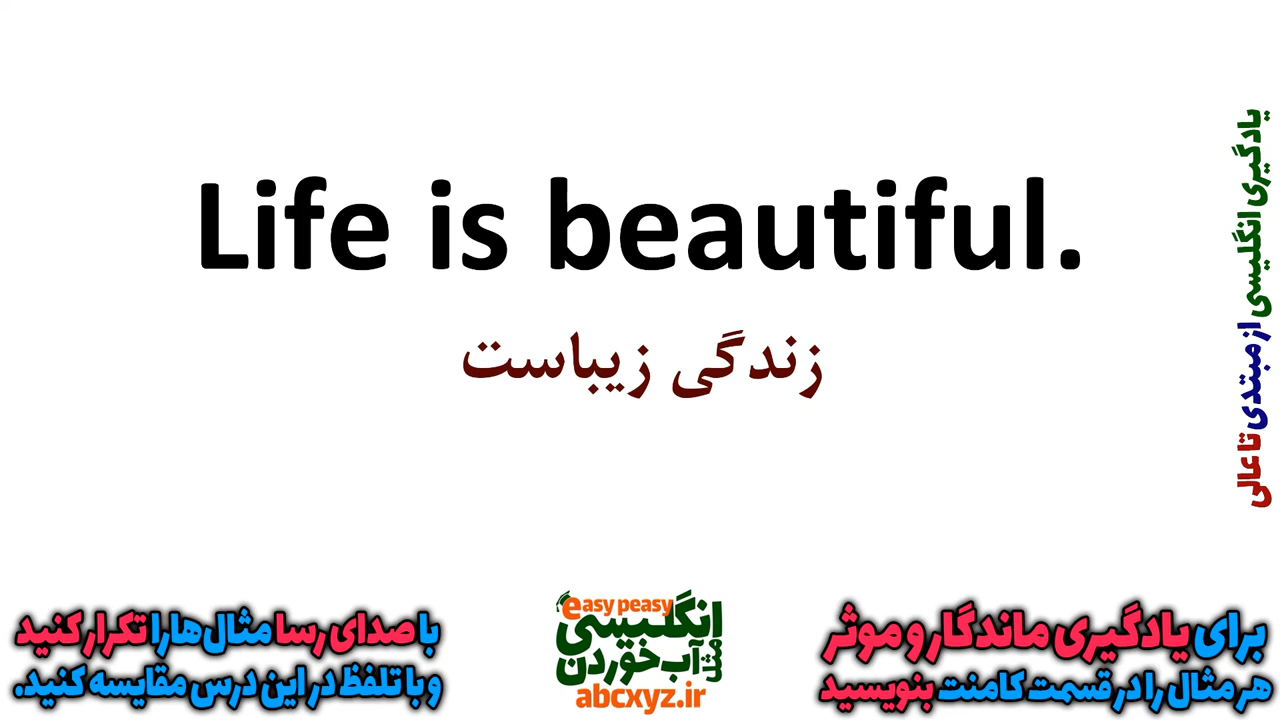 Life is beautiful.
زندگی زیباست
یادگیری انگلیسی از مبتدی تا عالی
برای یادگیری ماندگار و موثر
هر مثال را در قسمت کامنت بنویسید
easy peasy
انگلیسی
مثل آب خوردن
abcxyz.ir
با صدای رسا مثال‌ها را تکرار کنید
و با تلفظ در این درس مقایسه کنید.